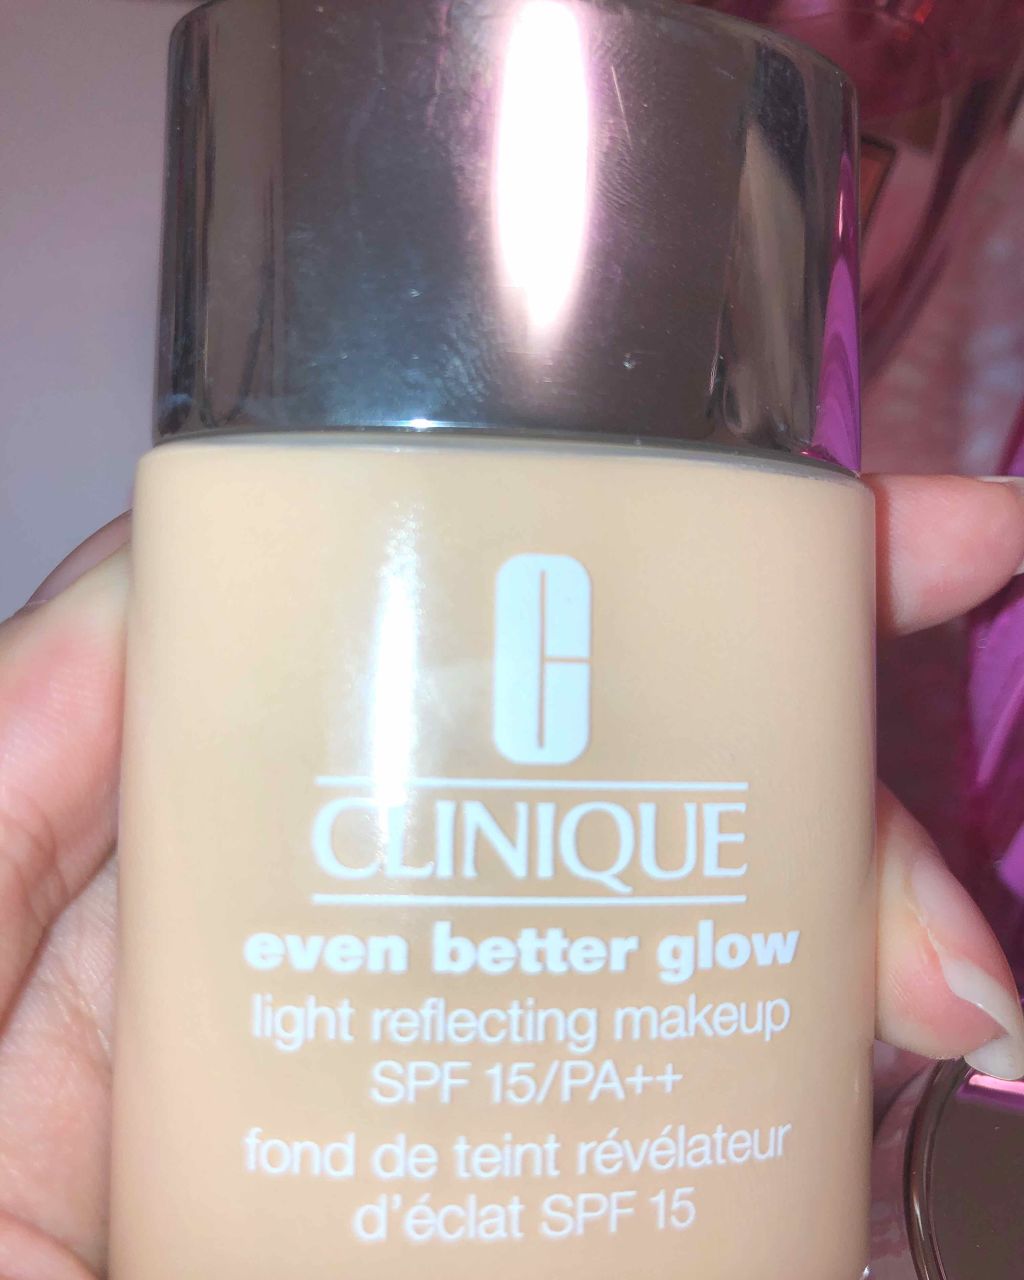 C
CLINIQUE
even better glow
light reflecting makeup
SPF 15/PA++
fond de teint révélateur
d'éclat SPF 15